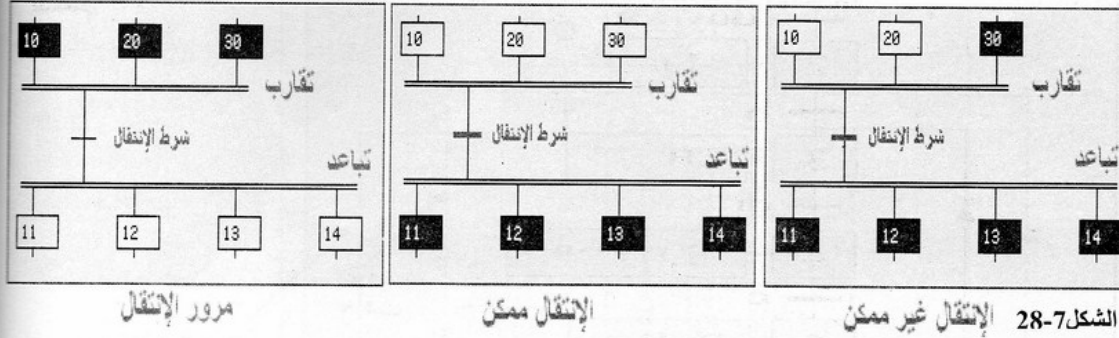 10 20 30
تقارب
شرط الإنتقال
تباعد
11 12 13 14
مرور الإنتقال
10 20 30
تقارب
شرط الإنتقال
تباعد
11 12 13 14
الإنتقال ممكن
10 20 30
تقارب
شرط الإنتقال
تباعد
11 12 13 14
الإنتقال غير ممكن
الشكل7-28